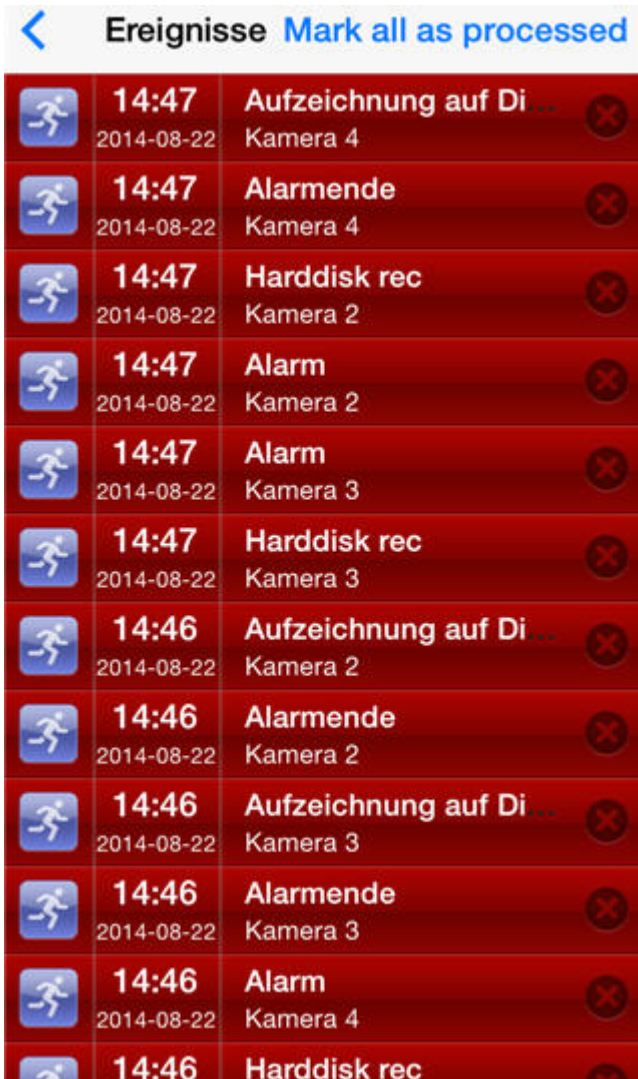 Ereignisse Mark all as processed
14:47 Aufzeichnung auf Di...
2014-08-22 Kamera 4
14:47 Alarmende
2014-08-22 Kamera 4
14:47 Harddisk rec
2014-08-22 Kamera 2
14:47 Alarm
2014-08-22 Kamera 2
14:47 Alarm
2014-08-22 Kamera 3
14:47 Harddisk rec
2014-08-22 Kamera 3
14:46 Aufzeichnung auf Di...
2014-08-22 Kamera 2
14:46 Alarmende
2014-08-22 Kamera 2
14:46 Aufzeichnung auf Di...
2014-08-22 Kamera 3
14:46 Alarmende
2014-08-22 Kamera 3
14:46 Alarm
2014-08-22 Kamera 4
14:46 Harddisk rec